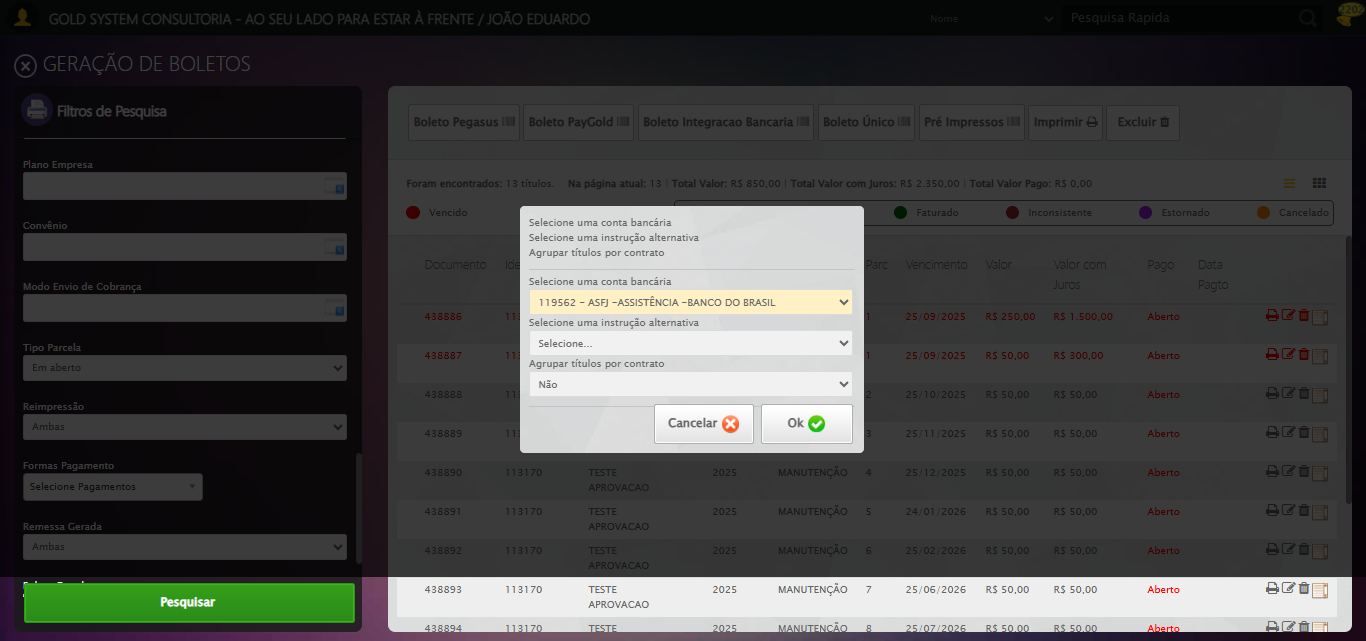 GOLD SYSTEM CONSULTORIA - AO SEU LADO PARA ESTAR À FRENTE / JOÃO EDUARDO
Nome
Pesquisa Rapida
2202
GERAÇÃO DE BOLETOS
Filtros de Pesquisa
Plano Empresa
Convênio
Modo Envio de Cobrança
Tipo Parcela
Em aberto
Reimpressão
Ambas
Formas Pagamento
Selecione Pagamentos
Remessa Gerada
Ambas
Pesquisar
Boleto Pegasus Boleto PayGold Boleto Integracao Bancaria Boleto Único Pré Impressos Imprimir Excluir
Foram encontrados: 13 títulos. Na página atual: 13 | Total Valor: R$ 850,00 | Total Valor com Juros: R$ 2.350,00 | Total Valor Pago: R$ 0,00
Vencido Faturado Inconsistente Estornado Cancelado
Selecione uma conta bancária
Selecione uma instrução alternativa
Agrupar títulos por contrato
Selecione uma conta bancária
119562 - ASFJ -ASSISTÊNCIA -BANCO DO BRASIL
Selecione uma instrução alternativa
Selecione...
Agrupar títulos por contrato
Não
Cancelar Ok
Documento Parc Vencimento Valor Valor com Juros Pago Data Pagto
438886 1 25/09/2025 R$ 250,00 R$ 1.500,00 Aberto
438887 1 25/09/2025 R$ 50,00 R$ 300,00 Aberto
438888 2 25/10/2025 R$ 50,00 R$ 50,00 Aberto
438889 3 25/11/2025 R$ 50,00 R$ 50,00 Aberto
438890 113170 TESTE APROVACAO 2025 MANUTENÇÃO 4 25/12/2025 R$ 50,00 R$ 50,00 Aberto
438891 113170 TESTE APROVACAO 2025 MANUTENÇÃO 5 24/01/2026 R$ 50,00 R$ 50,00 Aberto
438892 113170 TESTE APROVACAO 2025 MANUTENÇÃO 6 25/02/2026 R$ 50,00 R$ 50,00 Aberto
438893 113170 TESTE APROVACAO 2025 MANUTENÇÃO 7 25/06/2026 R$ 50,00 R$ 50,00 Aberto
438894 113170 TESTE 2025 MANUTENÇÃO 8 25/07/2026 R$ 50,00 R$ 50,00 Aberto